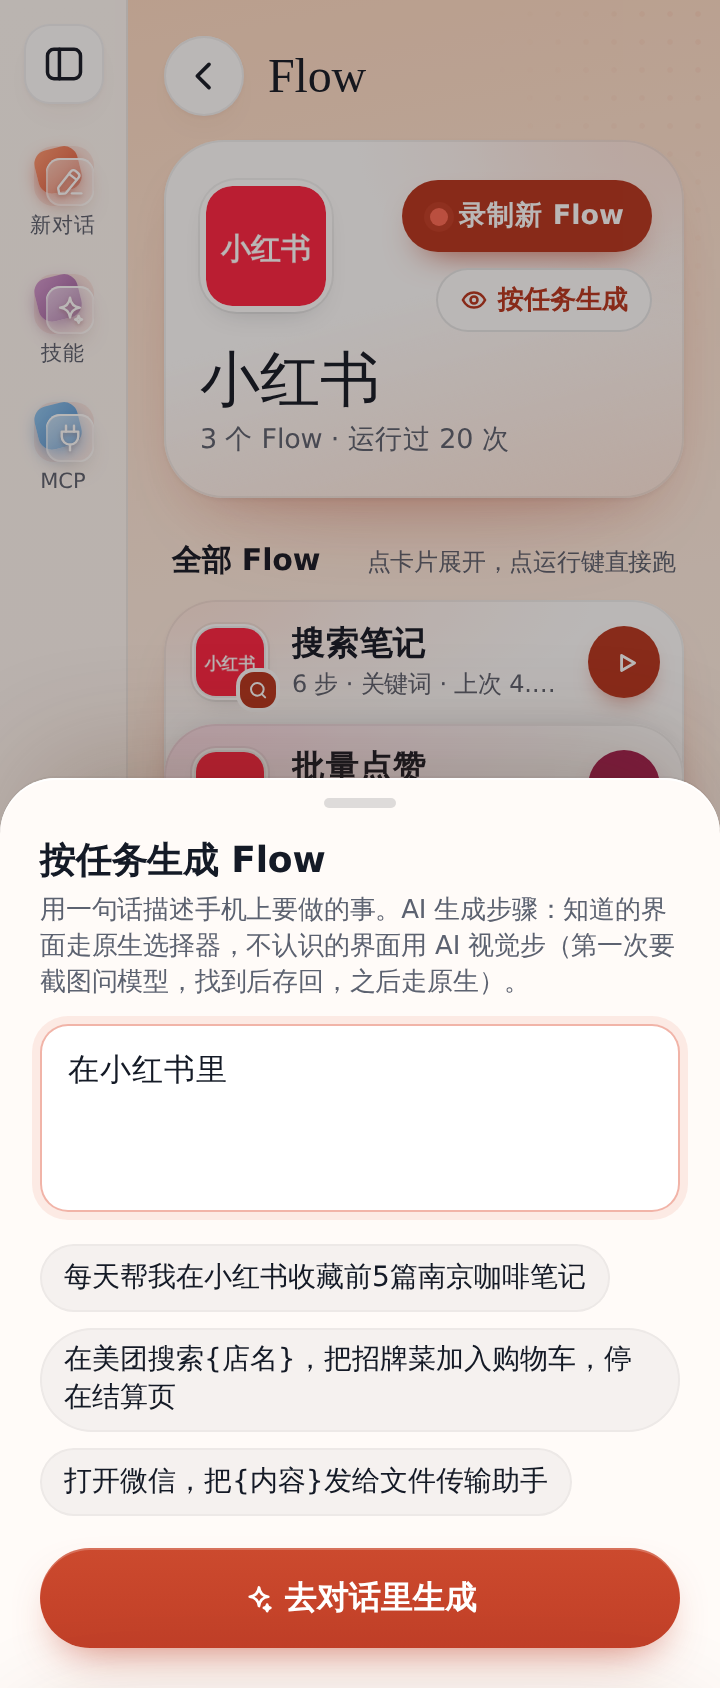 Flow
新对话
技能
MCP
小红书
录制新 Flow
按任务生成
小红书
3 个 Flow · 运行过 20 次
全部 Flow
点卡片展开，点运行键直接跑
小红书
搜索笔记
6 步 · 关键词 · 上次 4....
批量点赞
按任务生成 Flow
用一句话描述手机上要做的事。AI 生成步骤：知道的界
面走原生选择器，不认识的界面用 AI 视觉步（第一次要
截图问模型，找到后存回，之后走原生）。
在小红书里
每天帮我在小红书收藏前5篇南京咖啡笔记
在美团搜索{店名}，把招牌菜加入购物车，停
在结算页
打开微信，把{内容}发给文件传输助手
去对话里生成